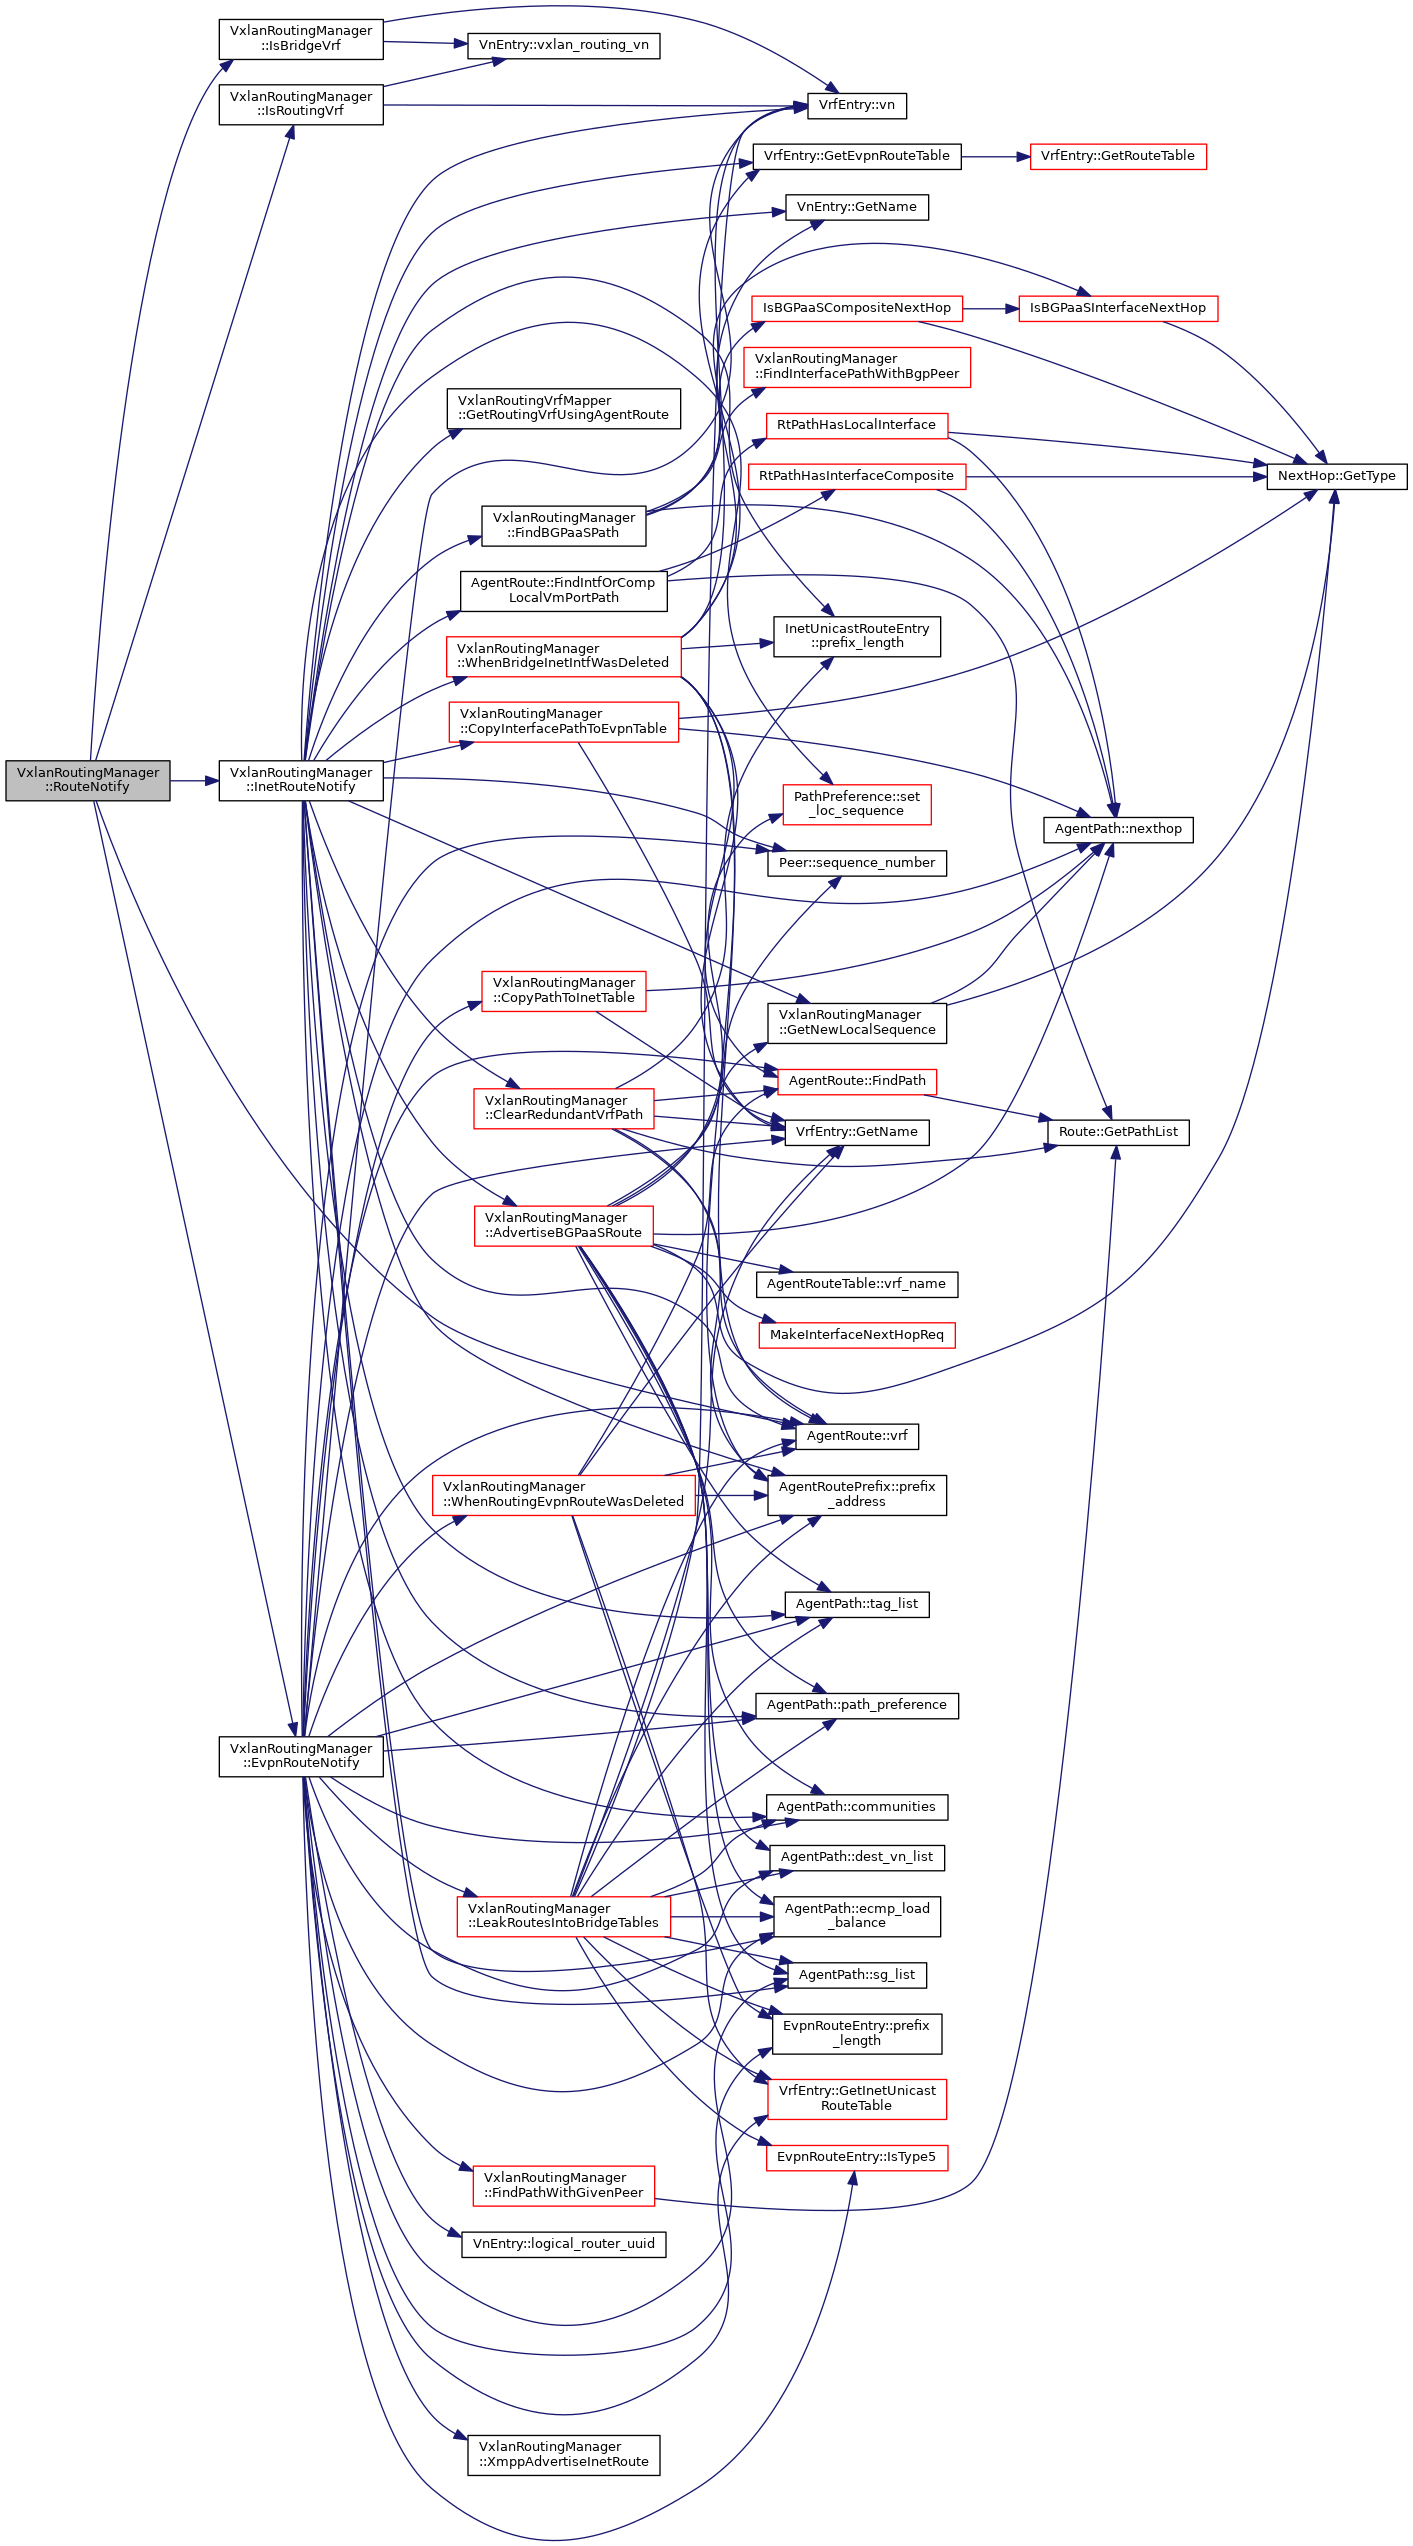 VxlanRoutingManager
::RouteNotify
VxlanRoutingManager
::IsBridgeVrf
VxlanRoutingManager
::IsRoutingVrf
VxlanRoutingManager
::InetRouteNotify
VxlanRoutingManager
::EvpnRouteNotify
VnEntry::vxlan_routing_vn
VxlanRoutingVrfMapper
::GetRoutingVrfUsingAgentRoute
VxlanRoutingManager
::FindBGPaaSPath
AgentRoute::FindIntfOrComp
LocalVmPortPath
VxlanRoutingManager
::WhenBridgeInetIntfWasDeleted
VxlanRoutingManager
::CopyInterfacePathToEvpnTable
VxlanRoutingManager
::CopyPathToInetTable
VxlanRoutingManager
::ClearRedundantVrfPath
VxlanRoutingManager
::AdvertiseBGPaaSRoute
VxlanRoutingManager
::WhenRoutingEvpnRouteWasDeleted
VxlanRoutingManager
::LeakRoutesIntoBridgeTables
VxlanRoutingManager
::FindPathWithGivenPeer
VnEntry::logical_router_uuid
VxlanRoutingManager
::XmppAdvertiseInetRoute
VrfEntry::vn
VrfEntry::GetEvpnRouteTable
VnEntry::GetName
IsBGPaaSCompositeNextHop
VxlanRoutingManager
::FindInterfacePathWithBgpPeer
RtPathHasLocalInterface
RtPathHasInterfaceComposite
InetUnicastRouteEntry
::prefix_length
PathPreference::set
_loc_sequence
Peer::sequence_number
VxlanRoutingManager
::GetNewLocalSequence
AgentRoute::FindPath
VrfEntry::GetName
AgentRouteTable::vrf_name
MakeInterfaceNextHopReq
AgentRoute::vrf
AgentRoutePrefix::prefix
_address
AgentPath::tag_list
AgentPath::path_preference
AgentPath::communities
AgentPath::dest_vn_list
AgentPath::ecmp_load
_balance
AgentPath::sg_list
EvpnRouteEntry::prefix
_length
VrfEntry::GetInetUnicast
RouteTable
EvpnRouteEntry::IsType5
VrfEntry::GetRouteTable
IsBGPaaSInterfaceNextHop
AgentPath::nexthop
Route::GetPathList
NextHop::GetType